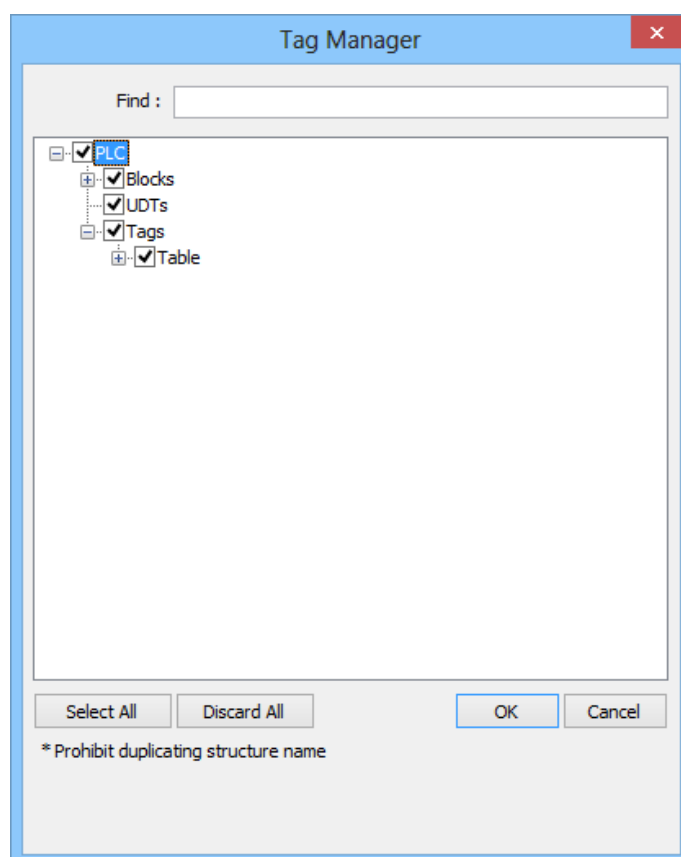 Tag Manager
Find :
PLC
Blocks
UDTs
Tags
Table
Select All Discard All OK Cancel
* Prohibit duplicating structure name